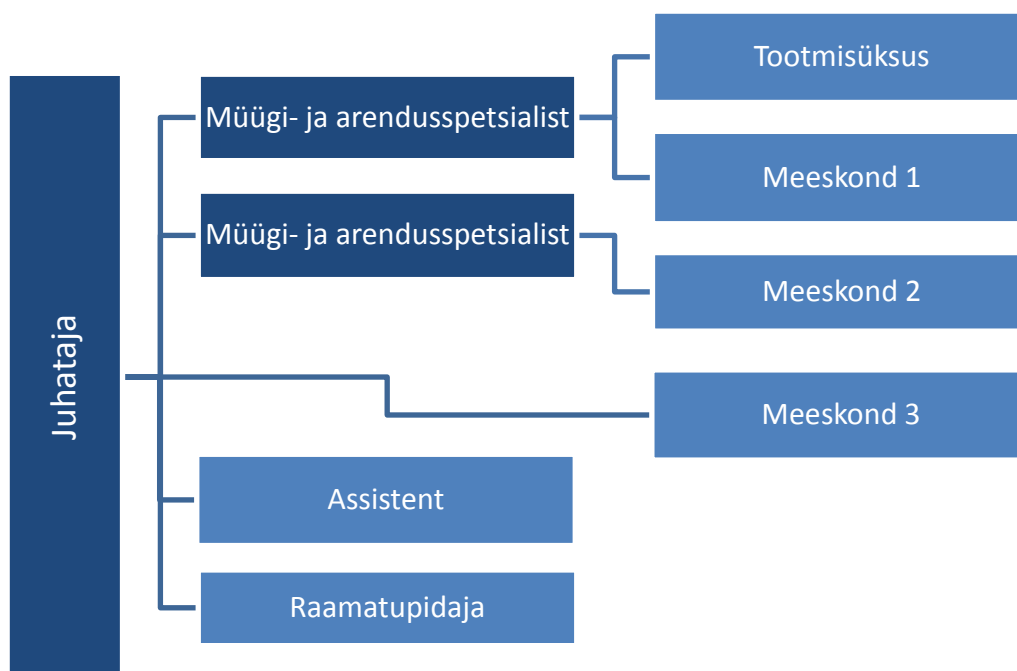 Juhataja
Müügi- ja arendusspetsialist
Tootmisüksus
Meeskond 1
Müügi- ja arendusspetsialist
Meeskond 2
Meeskond 3
Assistent
Raamatupidaja